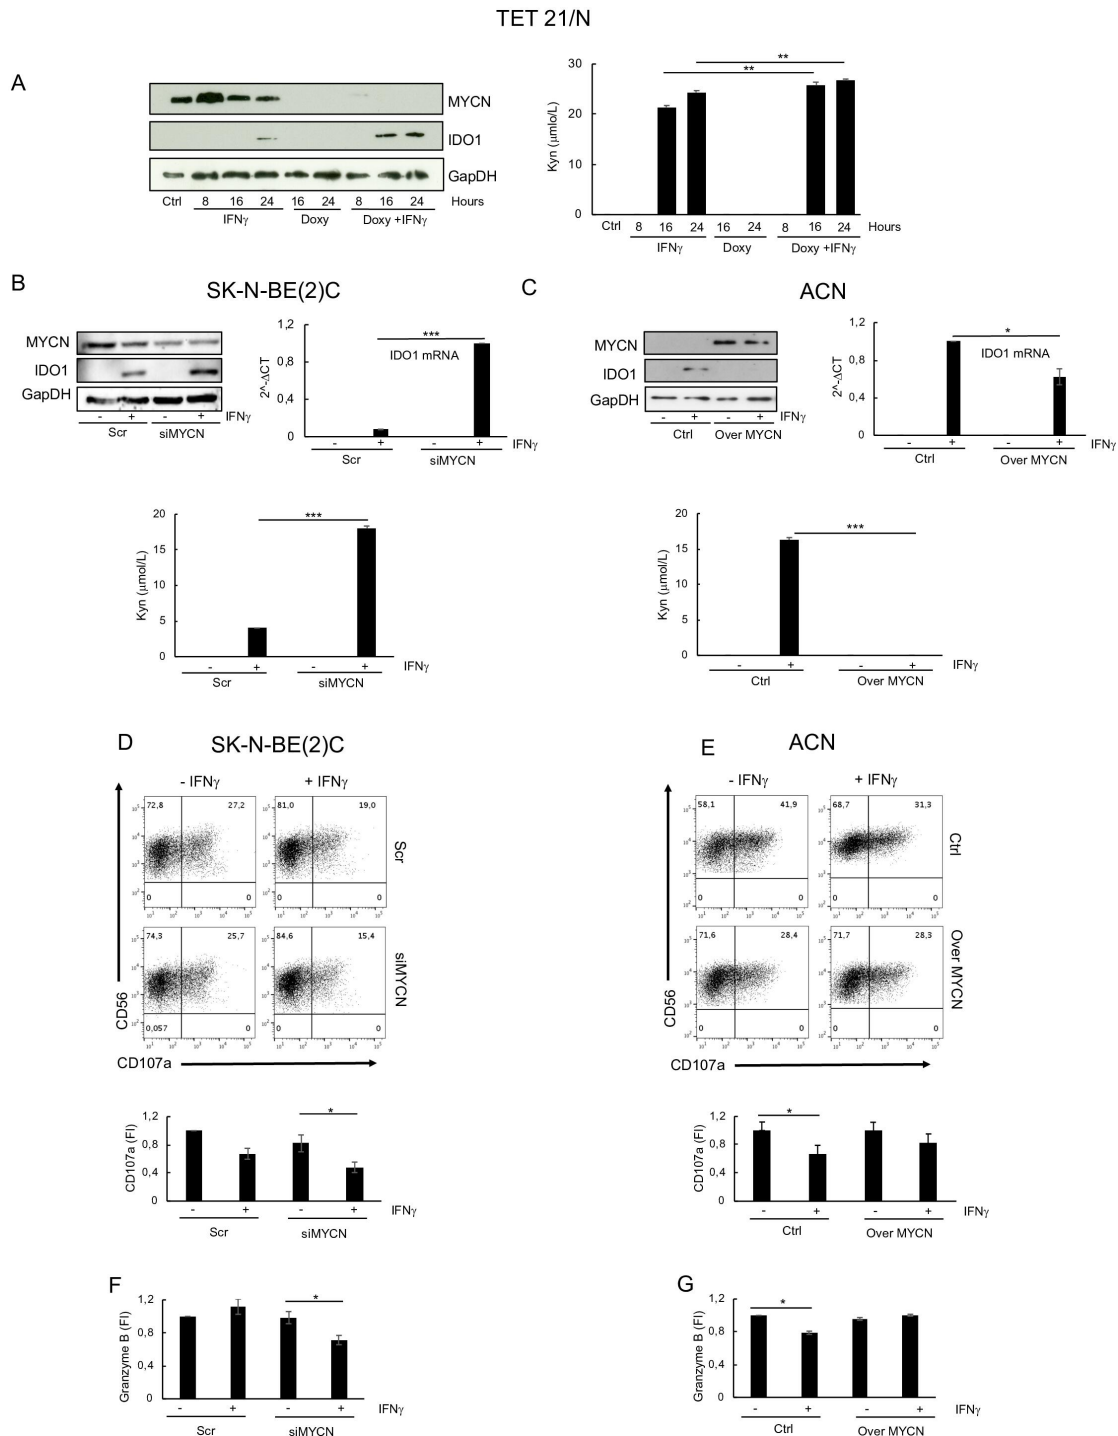 TET 21/N
A
MYCN
IDO1
GapDH
Ctrl 8 16 24 16 24 8 16 24 Hours
IFNγ Doxy Doxy +IFNγ
Kyn (μmlo/L)
30
20
10
0
** **
Ctrl 8 16 24 16 24 8 16 24 Hours
IFNγ Doxy Doxy +IFNγ
B
SK-N-BE(2)C
MYCN
IDO1
GapDH
- + - + IFNγ
Scr siMYCN
2^-ΔCT
1,2
0,8
0,4
0
***
IDO1 mRNA
- + - + IFNγ
Scr siMYCN
Kyn (μmol/L)
20
15
10
5
0
***
- + - + IFNγ
Scr siMYCN
C
ACN
MYCN
IDO1
GapDH
- + - + IFNγ
Ctrl Over MYCN
2^-ΔCT
1,2
0,8
0,4
0
*
IDO1 mRNA
- + - + IFNγ
Ctrl Over MYCN
Kyn (μmol/L)
20
15
10
5
0
***
- + - + IFNγ
Ctrl Over MYCN
D
SK-N-BE(2)C
- IFNγ + IFNγ
72,8 27,2 81,0 19,0
0 0 0 0
Scr
74,3 25,7 84,6 15,4
0,057 0 0 0
siMYCN
CD56
CD107a
CD107a (FI)
1,2
0,8
0,4
0
*
- + - + IFNγ
Scr siMYCN
E
ACN
- IFNγ + IFNγ
58,1 41,9 68,7 31,3
0 0 0 0
Ctrl
71,6 28,4 71,7 28,3
0 0 0 0
Over MYCN
CD56
CD107a
CD107a (FI)
1,2
0,8
0,4
0
*
- + - + IFNγ
Ctrl Over MYCN
F
Granzyme B (FI)
1,2
0,8
0,4
0
*
- + - + IFNγ
Scr siMYCN
G
Granzyme B (FI)
1,2
0,8
0,4
0
*
- + - + IFNγ
Ctrl Over MYCN